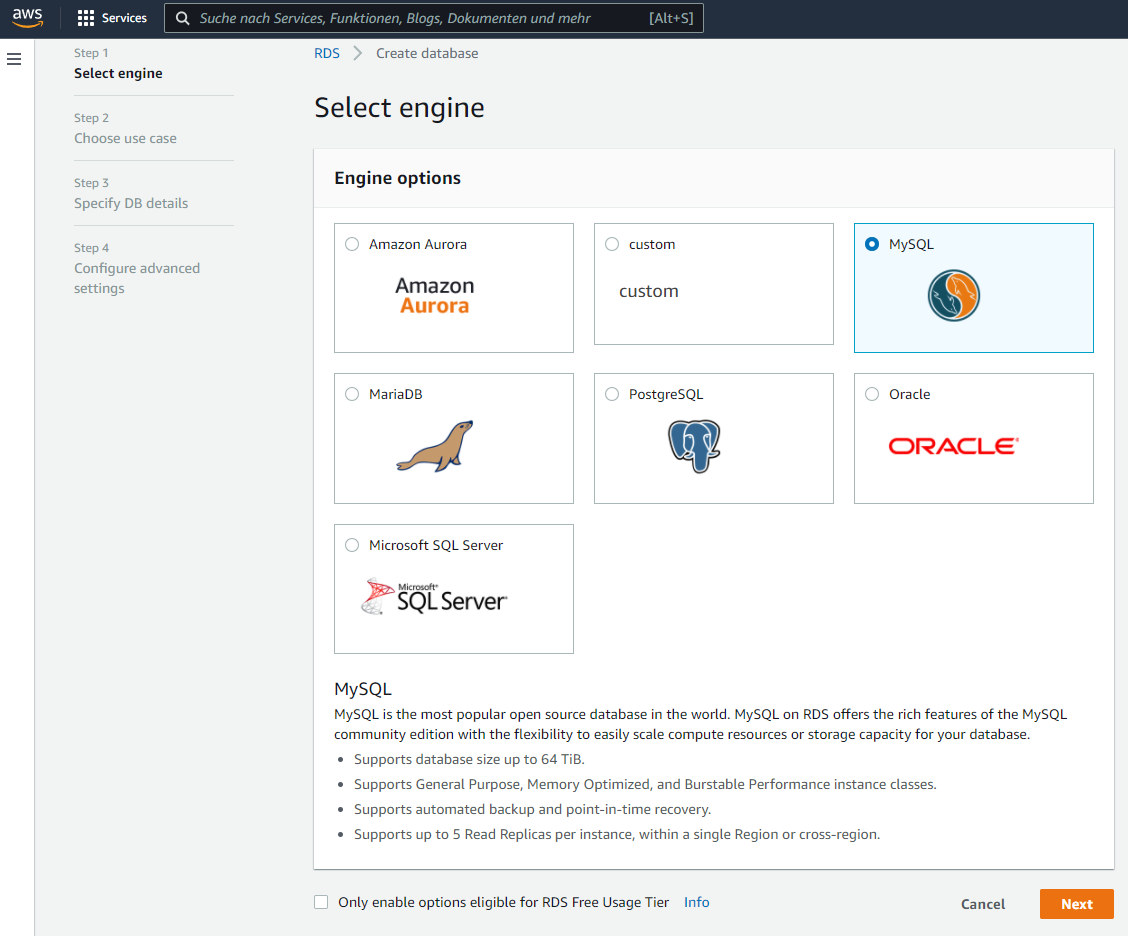 aws
Services
Suche nach Services, Funktionen, Blogs, Dokumenten und mehr
[Alt+S]
Step 1
Select engine
Step 2
Choose use case
Step 3
Specify DB details
Step 4
Configure advanced
settings
RDS
Create database
Select engine
Engine options
Amazon Aurora
Amazon
Aurora
custom
custom
MySQL
MariaDB
PostgreSQL
Oracle
ORACLE®
Microsoft SQL Server
Microsoft®
SQL Server®
MySQL
MySQL is the most popular open source database in the world. MySQL on RDS offers the rich features of the MySQL
community edition with the flexibility to easily scale compute resources or storage capacity for your database.
• Supports database size up to 64 TiB.
• Supports General Purpose, Memory Optimized, and Burstable Performance instance classes.
• Supports automated backup and point-in-time recovery.
• Supports up to 5 Read Replicas per instance, within a single Region or cross-region.
Only enable options eligible for RDS Free Usage Tier
Info
Cancel
Next